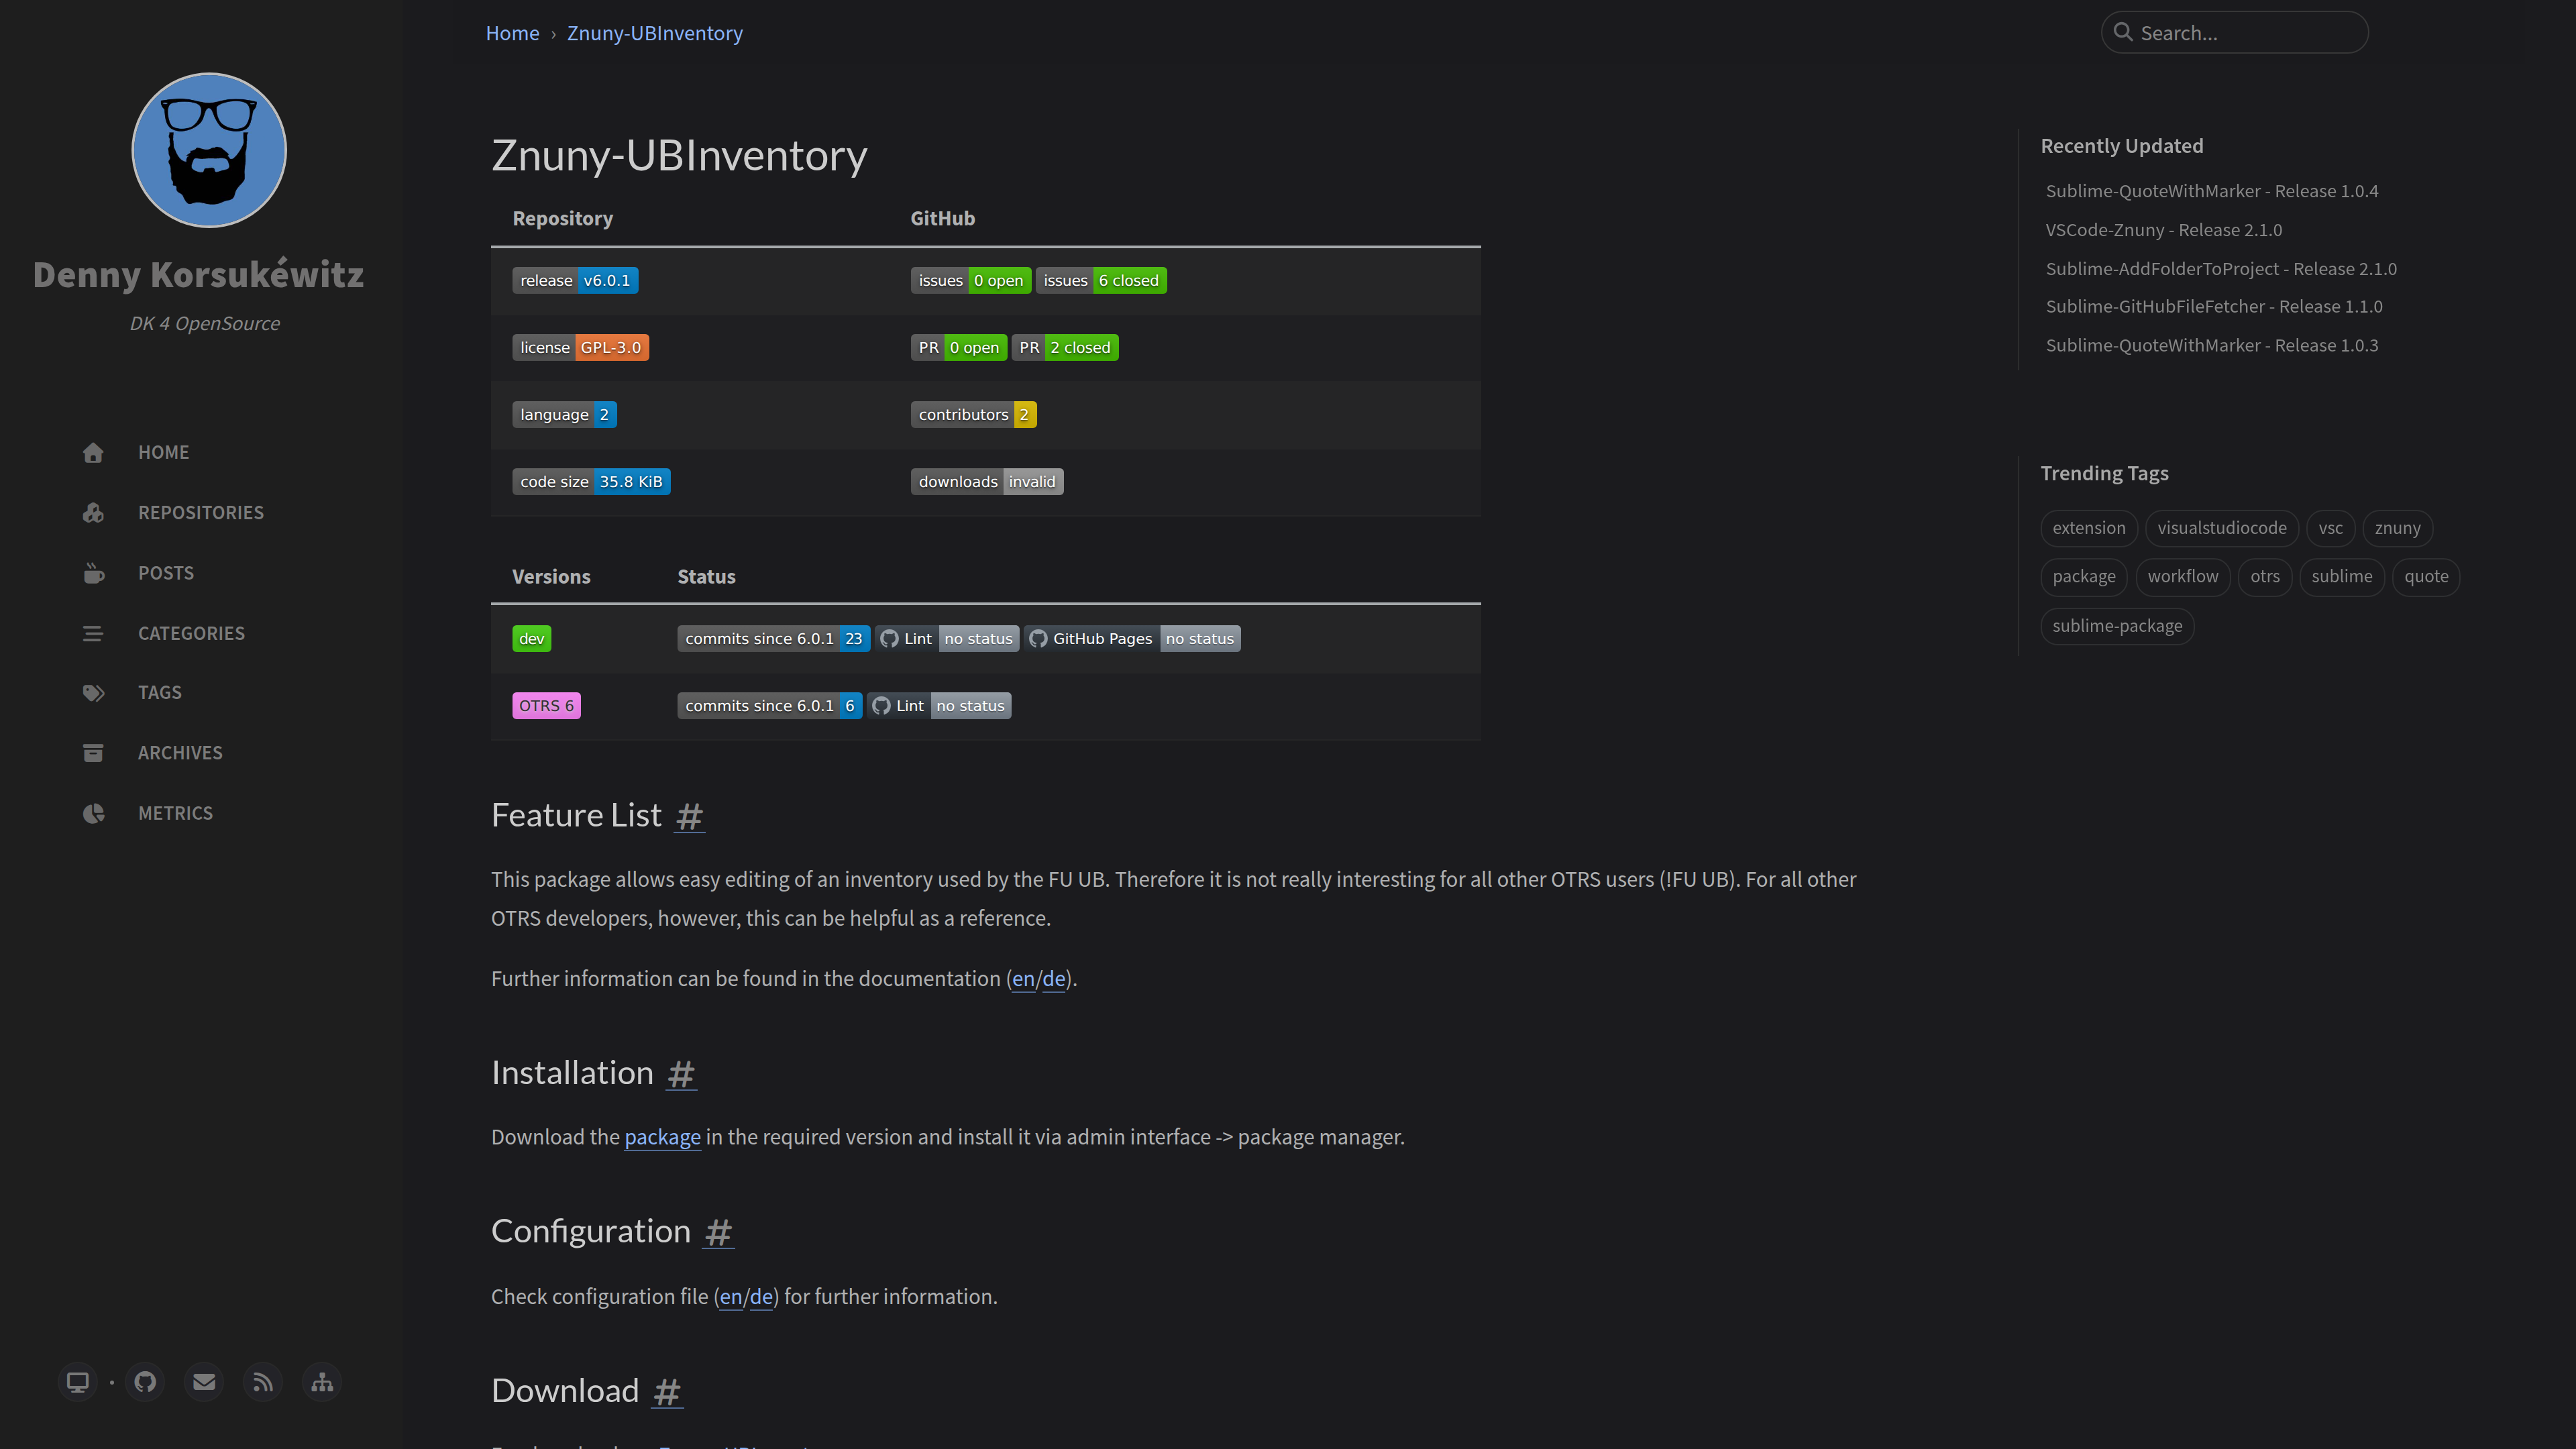 Denny Korsukéwitz
DK 4 OpenSource
HOME
REPOSITORIES
POSTS
CATEGORIES
TAGS
ARCHIVES
METRICS
Home › Znuny-UBInventory
Search...
Znuny-UBInventory
Repository GitHub
release v6.0.1 issues 0 open issues 6 closed
license GPL-3.0 PR 0 open PR 2 closed
language 2 contributors 2
code size 35.8 KiB downloads invalid
Versions Status
dev commits since 6.0.1 23 Lint no status GitHub Pages no status
OTRS 6 commits since 6.0.1 6 Lint no status
Feature List #
This package allows easy editing of an inventory used by the FU UB. Therefore it is not really interesting for all other OTRS users (!FU UB). For all other
OTRS developers, however, this can be helpful as a reference.
Further information can be found in the documentation (en/de).
Installation #
Download the package in the required version and install it via admin interface -> package manager.
Configuration #
Check configuration file (en/de) for further information.
Download #
Recently Updated
Sublime-QuoteWithMarker - Release 1.0.4
VSCode-Znuny - Release 2.1.0
Sublime-AddFolderToProject - Release 2.1.0
Sublime-GitHubFileFetcher - Release 1.1.0
Sublime-QuoteWithMarker - Release 1.0.3
Trending Tags
extension visualstudiocode vsc znuny
package workflow otrs sublime quote
sublime-package